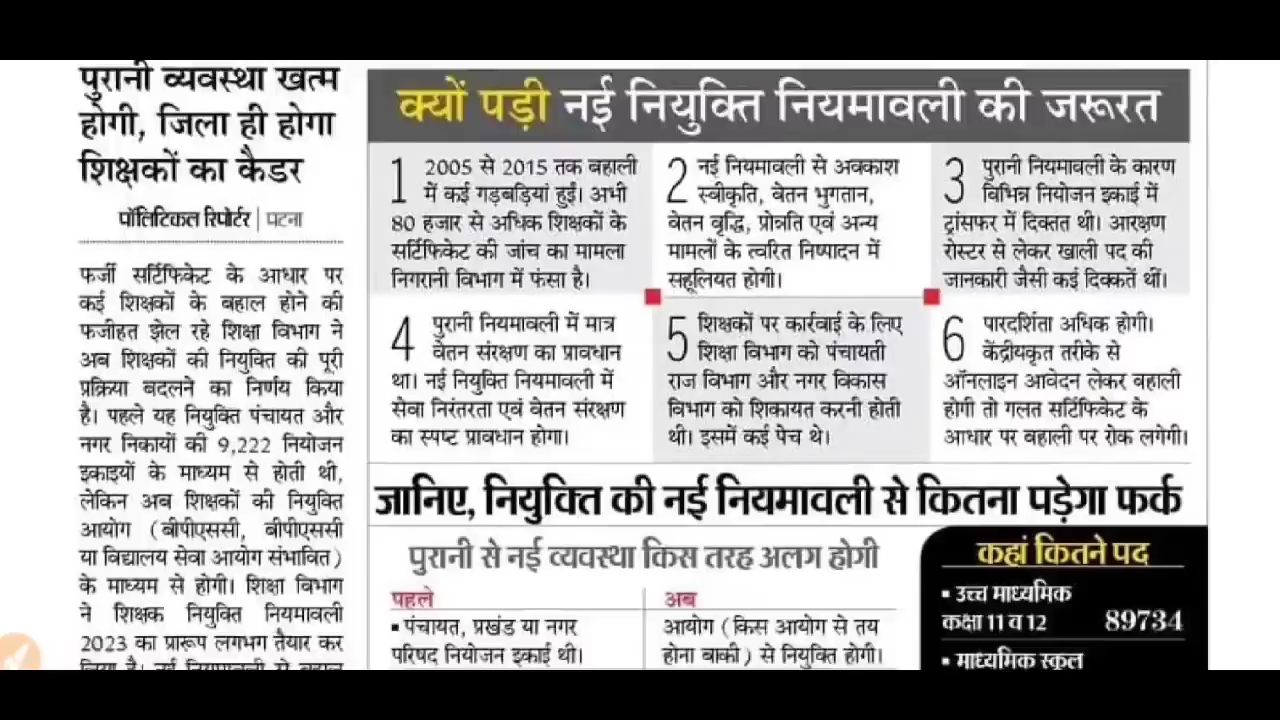 पुरानी व्यवस्था खत्म
होगी, जिला ही होगा
शिक्षकों का कैडर
पॉलिटिकल रिपोर्टर | पटना
फर्जी सर्टिफिकेट के आधार पर
कई शिक्षकों के बहाल होने की
फजीहत झेल रहे शिक्षा विभाग ने
अब शिक्षकों की नियुक्ति की पूरी
प्रक्रिया बदलने का निर्णय किया
है। पहले यह नियुक्ति पंचायत और
नगर निकायों की 9,222 नियोजन
इकाइयों के माध्यम से होती थी,
लेकिन अब शिक्षकों की नियुक्ति
आयोग (बीपीएससी, बीपीएससी
या विद्यालय सेवा आयोग संभावित)
के माध्यम से होगी। शिक्षा विभाग
ने शिक्षक नियुक्ति नियमावली
2023 का प्रारूप लगभग तैयार कर
लिया है। नई नियमावली में बहाल
क्यों पड़ी नई नियुक्ति नियमावली की जरूरत
1 2005 से 2015 तक बहाली
में कई गड़बड़ियां हुईं। अभी
80 हजार से अधिक शिक्षकों के
सर्टिफिकेट की जांच का मामला
निगरानी विभाग में फंसा है।
2 नई नियमावली से अवकाश
स्वीकृति, वेतन भुगतान,
वेतन वृद्धि, प्रोन्नति एवं अन्य
मामलों के त्वरित निष्पादन में
सहूलियत होगी।
3 पुरानी नियमावली के कारण
विभिन्न नियोजन इकाई में
ट्रांसफर में दिक्तत थी। आरक्षण
रोस्टर से लेकर खाली पद की
जानकारी जैसी कई दिक्कतें थीं।
4 पुरानी नियमावली में मात्र
वेतन संरक्षण का प्रावधान
था। नई नियुक्ति नियमावली में
सेवा निरंतरता एवं वेतन संरक्षण
का स्पष्ट प्रावधान होगा।
5 शिक्षकों पर कार्रवाई के लिए
शिक्षा विभाग को पंचायती
राज विभाग और नगर विकास
विभाग को शिकायत करनी होती
थी। इसमें कई पेच थे।
6 पारदर्शिता अधिक होगी।
केंद्रीयकृत तरीके से
ऑनलाइन आवेदन लेकर बहाली
होगी तो गलत सर्टिफिकेट के
आधार पर बहाली पर रोक लगेगी।
जानिए, नियुक्ति की नई नियमावली से कितना पड़ेगा फर्क
पुरानी से नई व्यवस्था किस तरह अलग होगी
पहले
▪ पंचायत, प्रखंड या नगर
परिषद नियोजन इकाई थी।
अब
आयोग (किस आयोग से तय
होना बाकी) से नियुक्ति होगी।
कहां कितने पद
▪ उच्च माध्यमिक
कक्षा 11 व 12 89734
▪ माध्यमिक स्कूल